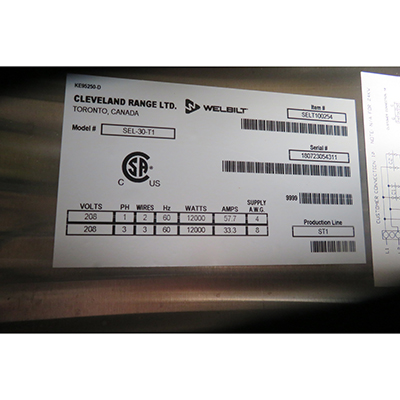 KE95250-D
CLEVELAND RANGE LTD. WELBILT
TORONTO, CANADA
Model # SEL-30-T1
Item #
SELT100254
Serial #
180723054311
C US
9999
VOLTS PH WIRES Hz WATTS AMPS SUPPLY A.W.G.
208 1 2 60 12000 57.7 4
208 3 3 60 12000 33.3 8
Production Line
ST1
CUSTOMER CONNECTION